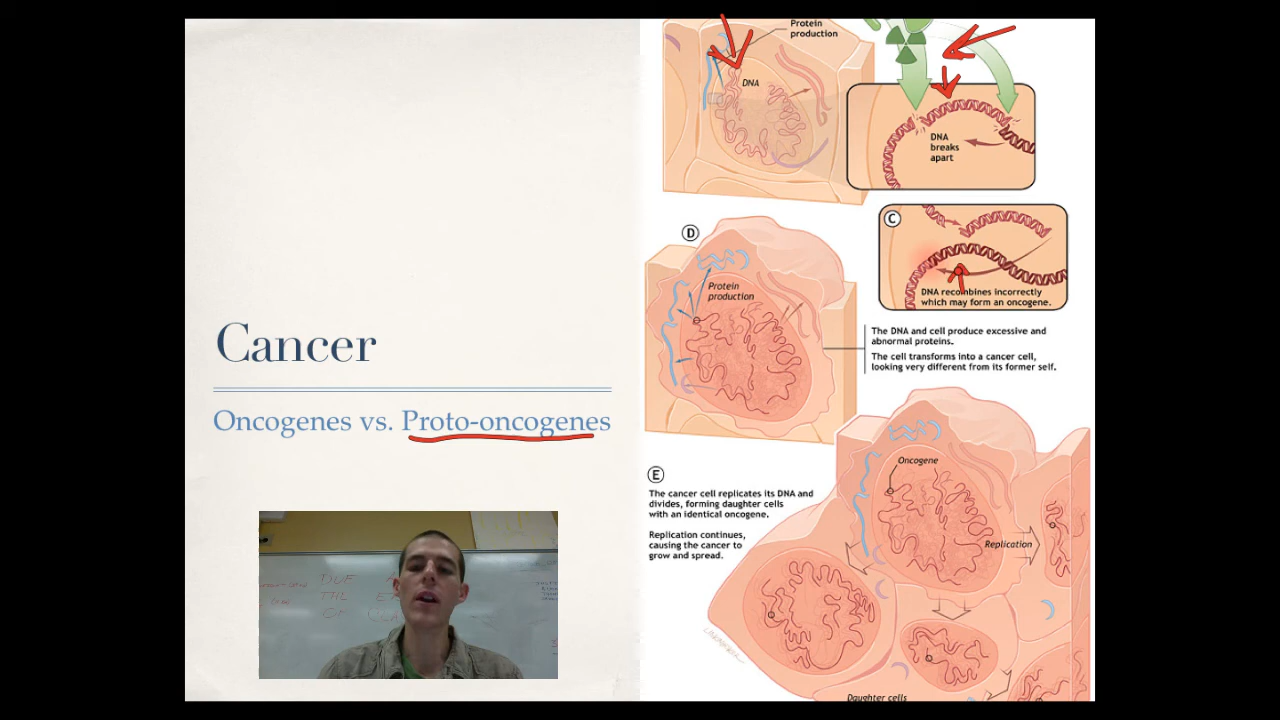 Cancer
Oncogenes vs. Proto-oncogenes
Protein
production
DNA
DNA
breaks
apart
C
DNA recombines incorrectly
which may form an oncogene.
D
Protein
production
The DNA and cell produce excessive and
abnormal proteins.
The cell transforms into a cancer cell,
looking very different from its former self.
E
The cancer cell replicates its DNA and
divides, forming daughter cells
with an identical oncogene.
Replication continues,
causing the cancer to
grow and spread.
Oncogene
Replication
Daughter cells